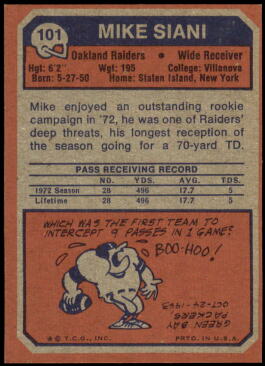 101
MIKE SIANI
Oakland Raiders • Wide Receiver
Hgt: 6'2" Wgt: 195 College: Villanova
Born: 5-27-50 Home: Staten Island, New York
Mike enjoyed an outstanding rookie
campaign in '72, he was one of Raiders'
deep threats, his longest reception of
the season going for a 70-yard TD.
PASS RECEIVING RECORD
NO. YDS. AVG. TDS.
1972 Season 28 496 17.7 5
Lifetime 28 496 17.7 5
WHICH WAS THE FIRST TEAM TO
INTERCEPT 9 PASSES IN 1 GAME?
BOO-HOO!
GREEN BAY
PACKERS
OCT-24-1943
★ © T.C.G., INC. PRTD. IN U.S.A.